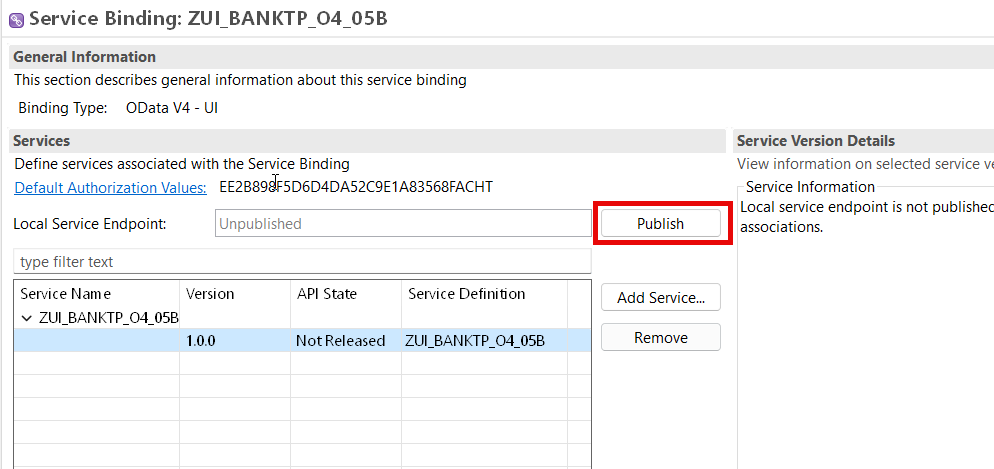 Service Binding: ZUI_BANKTP_O4_05B
General Information
This section describes general information about this service binding
Binding Type: OData V4 - UI
Services
Define services associated with the Service Binding
Default Authorization Values: EE2B898F5D6D4DA52C9E1A83568FACHT
Local Service Endpoint: Unpublished Publish
type filter text
Service Name Version API State Service Definition
ZUI_BANKTP_O4_05B
1.0.0 Not Released ZUI_BANKTP_O4_05B
Add Service...
Remove
Service Version Details
View information on selected service ve
Service Information
Local service endpoint is not published
associations.